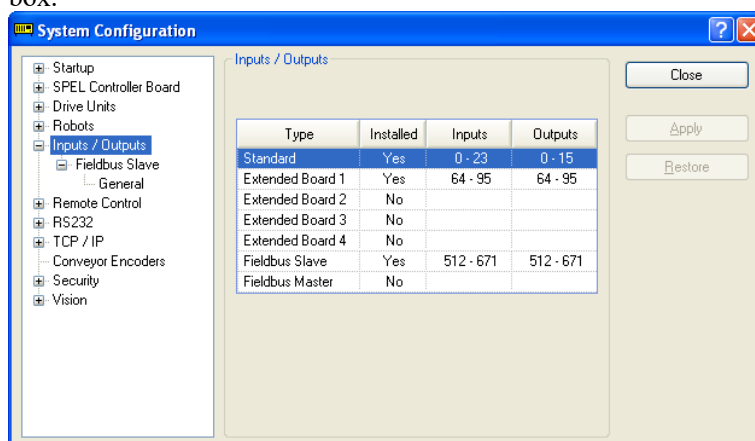 box.
System Configuration
Startup
SPEL Controller Board
Drive Units
Robots
Inputs / Outputs
Fieldbus Slave
General
Remote Control
RS232
TCP / IP
Conveyor Encoders
Security
Vision
Inputs / Outputs
Type Installed Inputs Outputs
Standard Yes 0 - 23 0 - 15
Extended Board 1 Yes 64 - 95 64 - 95
Extended Board 2 No
Extended Board 3 No
Extended Board 4 No
Fieldbus Slave Yes 512 - 671 512 - 671
Fieldbus Master No
Close
Apply
Restore